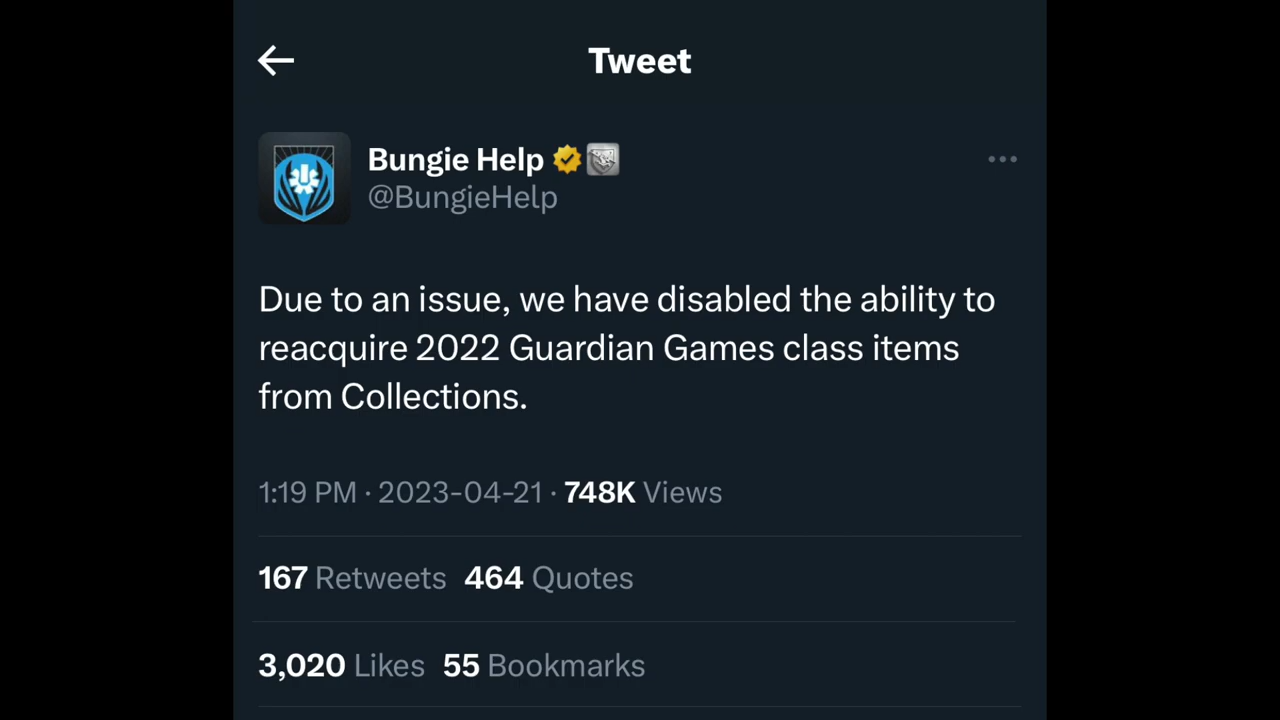 Tweet
Bungie Help
@BungieHelp
Due to an issue, we have disabled the ability to
reacquire 2022 Guardian Games class items
from Collections.
1:19 PM · 2023-04-21 · 748K Views
167 Retweets 464 Quotes
3,020 Likes 55 Bookmarks